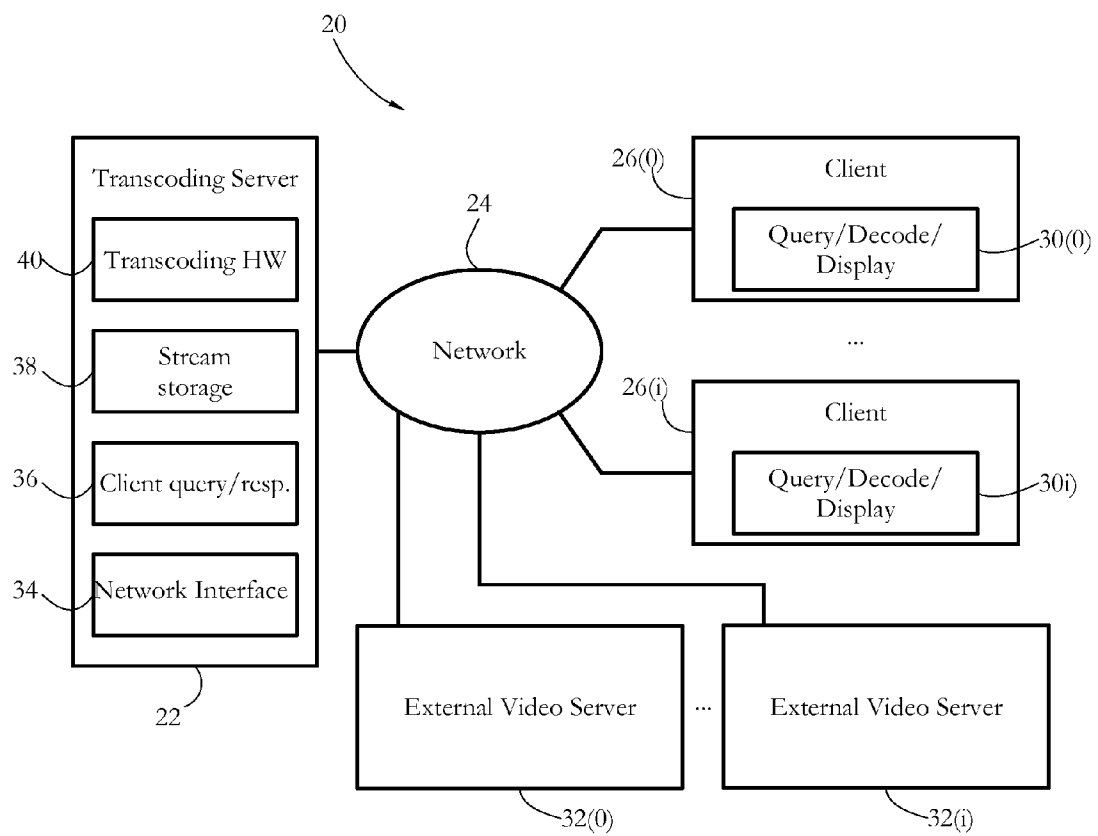 20
Transcoding Server
40
Transcoding HW
38
Stream
storage
36
Client query/resp.
34
Network Interface
22
24
Network
26(0)
Client
Query/Decode/
Display
30(0)
...
26(i)
Client
Query/Decode/
Display
30i)
External Video Server
32(0)
...
External Video Server
32(i)